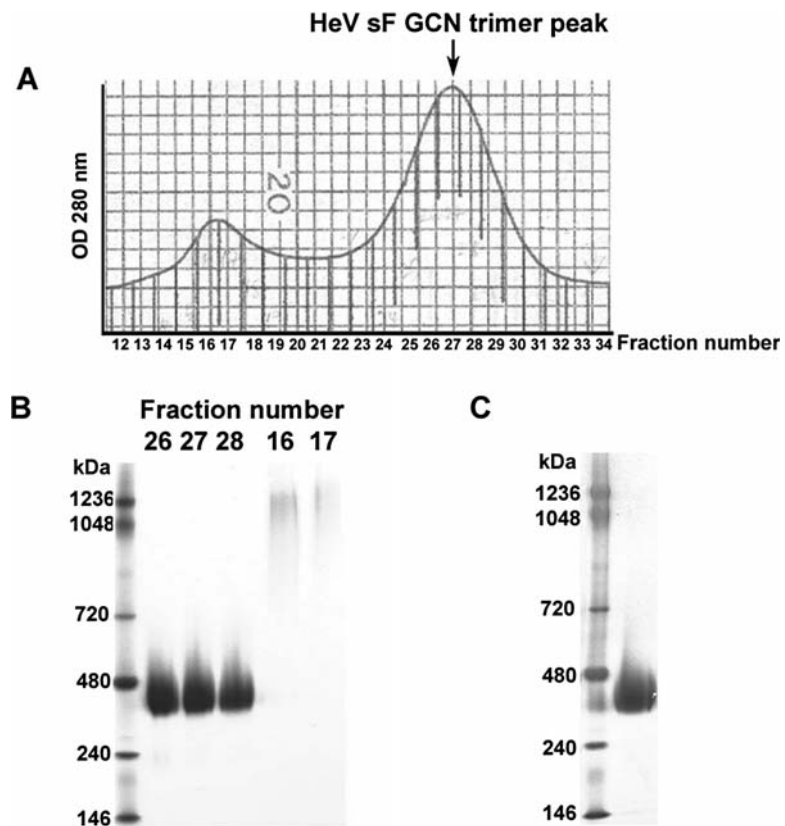 HeV sF GCN trimer peak
A
OD 280 nm
20
12 13 14 15 16 17 18 19 20 21 22 23 24 25 26 27 28 29 30 31 32 33 34 Fraction number
B
Fraction number
26 27 28 16 17
kDa
1236
1048
720
480
240
146
C
kDa
1236
1048
720
480
240
146